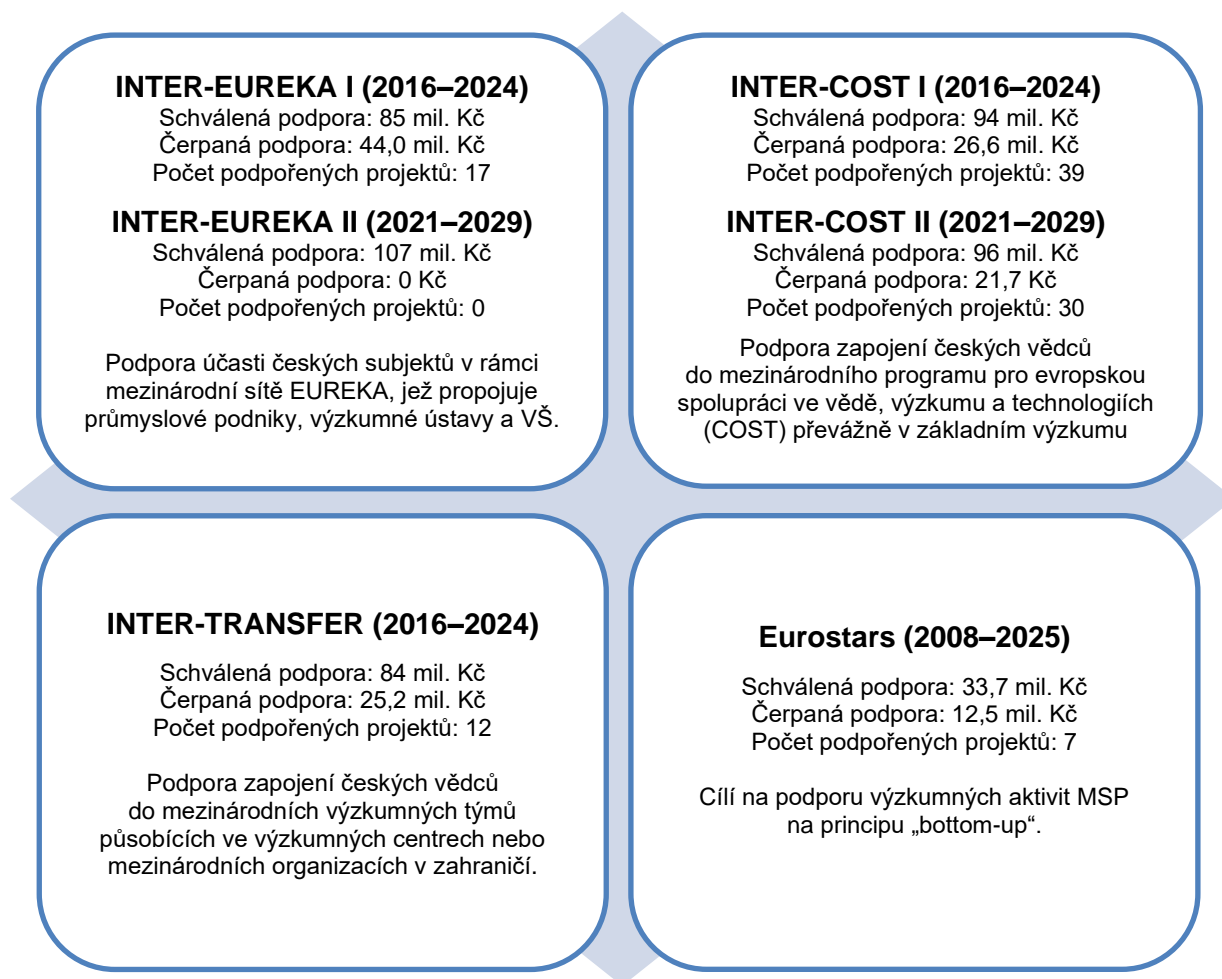 INTER-EUREKA I (2016–2024)
Schválená podpora: 85 mil. Kč
Čerpaná podpora: 44,0 mil. Kč
Počet podpořených projektů: 17
INTER-EUREKA II (2021–2029)
Schválená podpora: 107 mil. Kč
Čerpaná podpora: 0 Kč
Počet podpořených projektů: 0
Podpora účasti českých subjektů v rámci
mezinárodní sítě EUREKA, jež propojuje
průmyslové podniky, výzkumné ústavy a VŠ.
INTER-COST I (2016–2024)
Schválená podpora: 94 mil. Kč
Čerpaná podpora: 26,6 mil. Kč
Počet podpořených projektů: 39
INTER-COST II (2021–2029)
Schválená podpora: 96 mil. Kč
Čerpaná podpora: 21,7 Kč
Počet podpořených projektů: 30
Podpora zapojení českých vědců
do mezinárodního programu pro evropskou
spolupráci ve vědě, výzkumu a technologiích
(COST) převážně v základním výzkumu
INTER-TRANSFER (2016–2024)
Schválená podpora: 84 mil. Kč
Čerpaná podpora: 25,2 mil. Kč
Počet podpořených projektů: 12
Podpora zapojení českých vědců
do mezinárodních výzkumných týmů
působících ve výzkumných centrech nebo
mezinárodních organizacích v zahraničí.
Eurostars (2008–2025)
Schválená podpora: 33,7 mil. Kč
Čerpaná podpora: 12,5 mil. Kč
Počet podpořených projektů: 7
Cílí na podporu výzkumných aktivit MSP
na principu „bottom-up“.